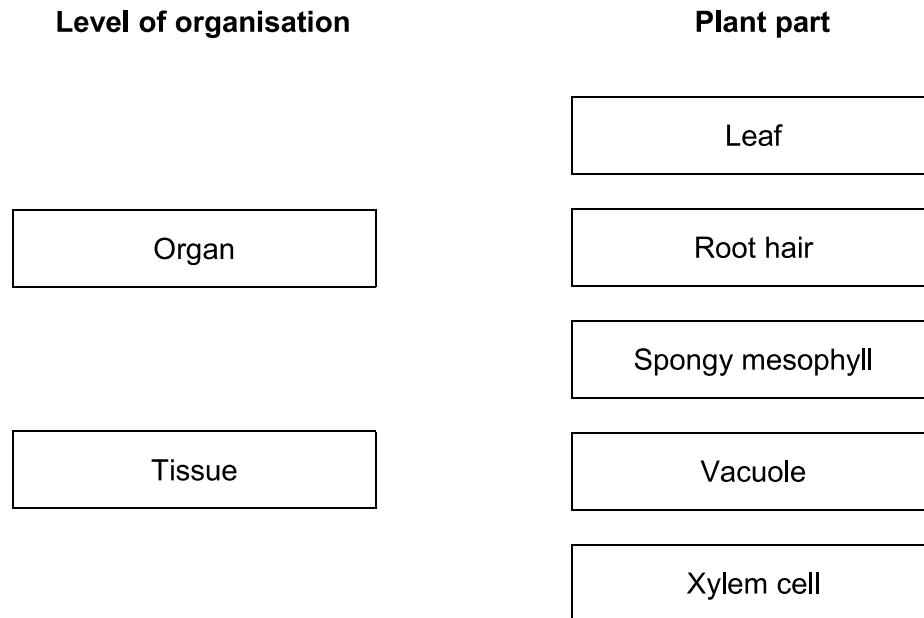 Level of organisation
Plant part
Leaf
Organ
Root hair
Spongy mesophyll
Tissue
Vacuole
Xylem cell